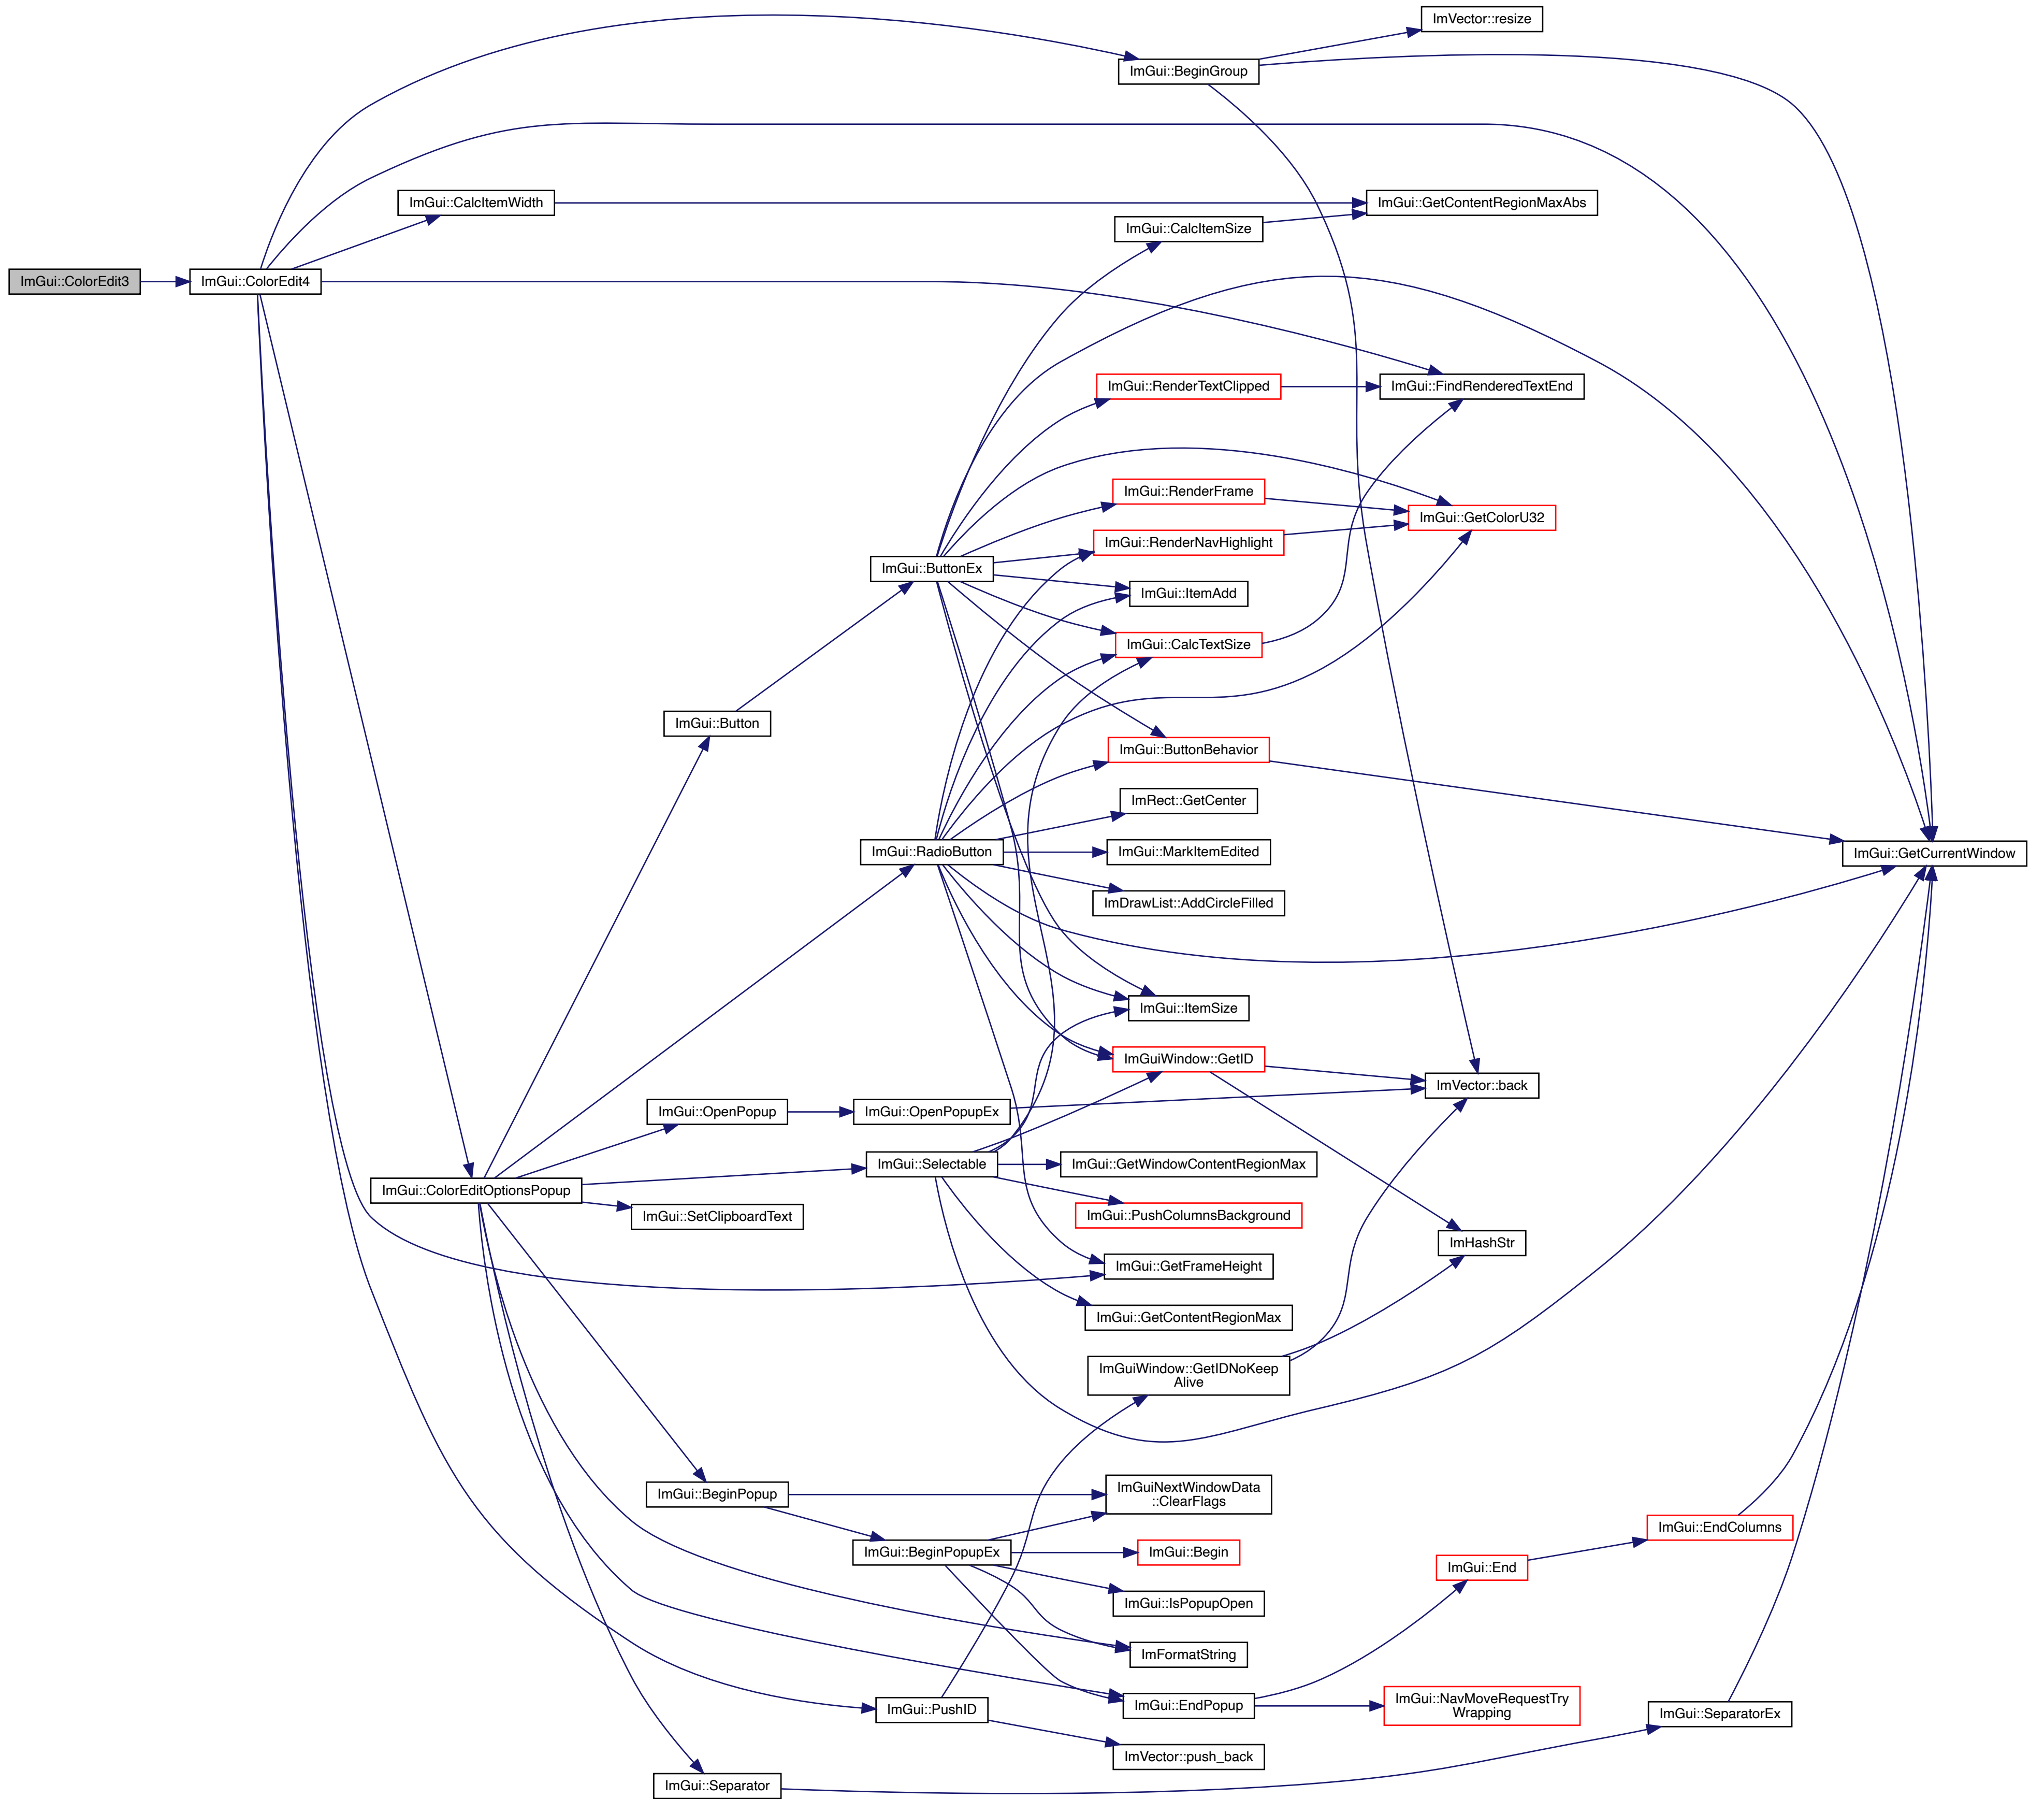 ImVector::resize
ImGui::BeginGroup
ImGui::CalcItemWidth
ImGui::GetContentRegionMaxAbs
ImGui::CalcItemSize
ImGui::ColorEdit3
ImGui::ColorEdit4
ImGui::RenderTextClipped
ImGui::FindRenderedTextEnd
ImGui::RenderFrame
ImGui::GetColorU32
ImGui::RenderNavHighlight
ImGui::ButtonEx
ImGui::ItemAdd
ImGui::CalcTextSize
ImGui::Button
ImGui::ButtonBehavior
ImRect::GetCenter
ImGui::RadioButton
ImGui::MarkItemEdited
ImGui::GetCurrentWindow
ImDrawList::AddCircleFilled
ImGui::ItemSize
ImGuiWindow::GetID
ImVector::back
ImGui::OpenPopup
ImGui::OpenPopupEx
ImGui::Selectable
ImGui::GetWindowContentRegionMax
ImGui::ColorEditOptionsPopup
ImGui::SetClipboardText
ImGui::PushColumnsBackground
ImHashStr
ImGui::GetFrameHeight
ImGui::GetContentRegionMax
ImGuiWindow::GetIDNoKeep
Alive
ImGui::BeginPopup
ImGuiNextWindowData
::ClearFlags
ImGui::EndColumns
ImGui::BeginPopupEx
ImGui::Begin
ImGui::End
ImGui::IsPopupOpen
ImFormatString
ImGui::PushID
ImGui::EndPopup
ImGui::NavMoveRequestTry
Wrapping
ImGui::SeparatorEx
ImVector::push_back
ImGui::Separator